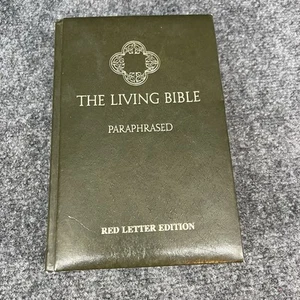 THE LIVING BIBLE
PARAPHRASED
RED LETTER EDITION